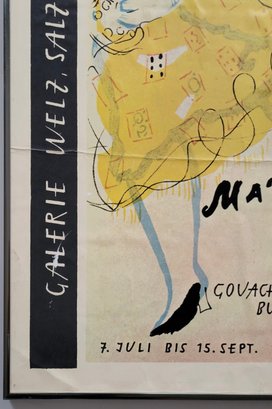 GALERIE WELZ, SALZ
MA
GOUACH
BU
7. JULI BIS 15. SEPT.